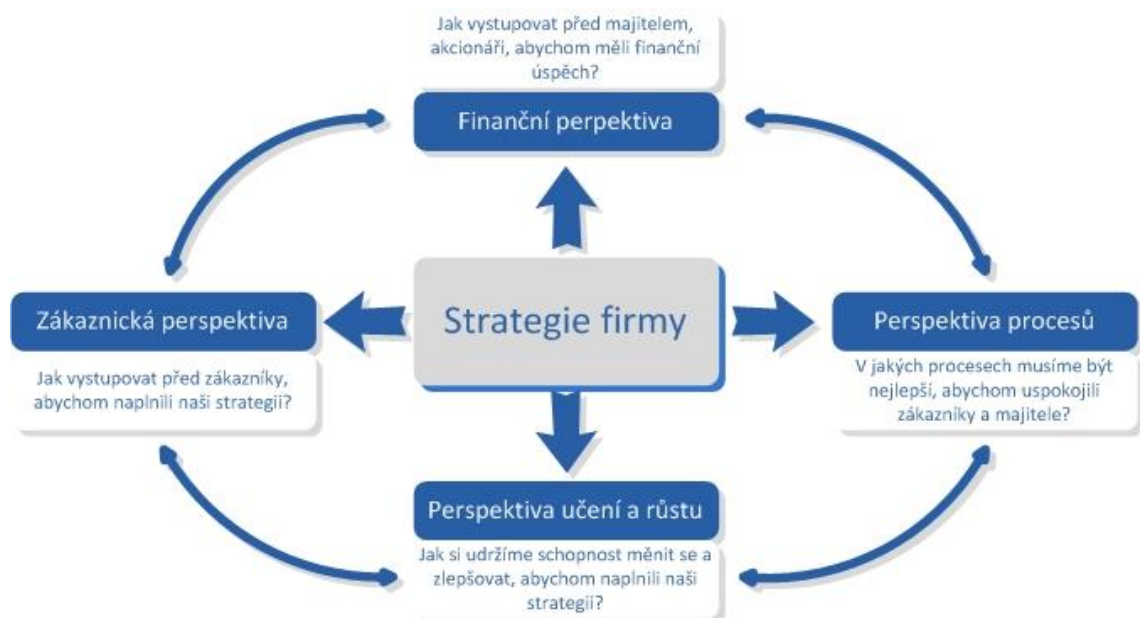 Jak vystupovat před majitelem,
akcionáři, abychom měli finanční
úspěch?
Finanční perpektiva
Zákaznická perspektiva
Jak vystupovat před zákazníky,
abychom naplnili naši strategii?
Strategie firmy
Perspektiva procesů
V jakých procesech musíme být
nejlepší, abychom uspokojili
zákazníky a majitele?
Perspektiva učení a růstu
Jak si udržíme schopnost měnit se a
zlepšovat, abychom naplnili naši
strategii?